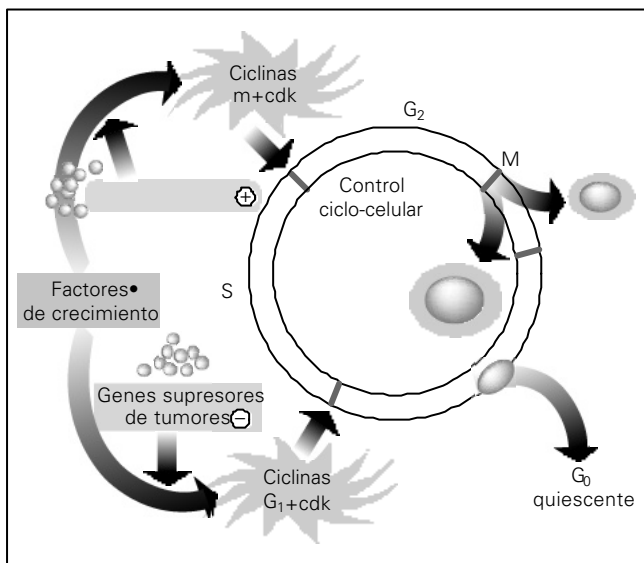 Ciclinas
m+cdk
G₂
M
Control
ciclo-celular
+
S
Factores•
de crecimiento
Genes supresores
de tumores −
Ciclinas
G₁+cdk
G₀
quiescente